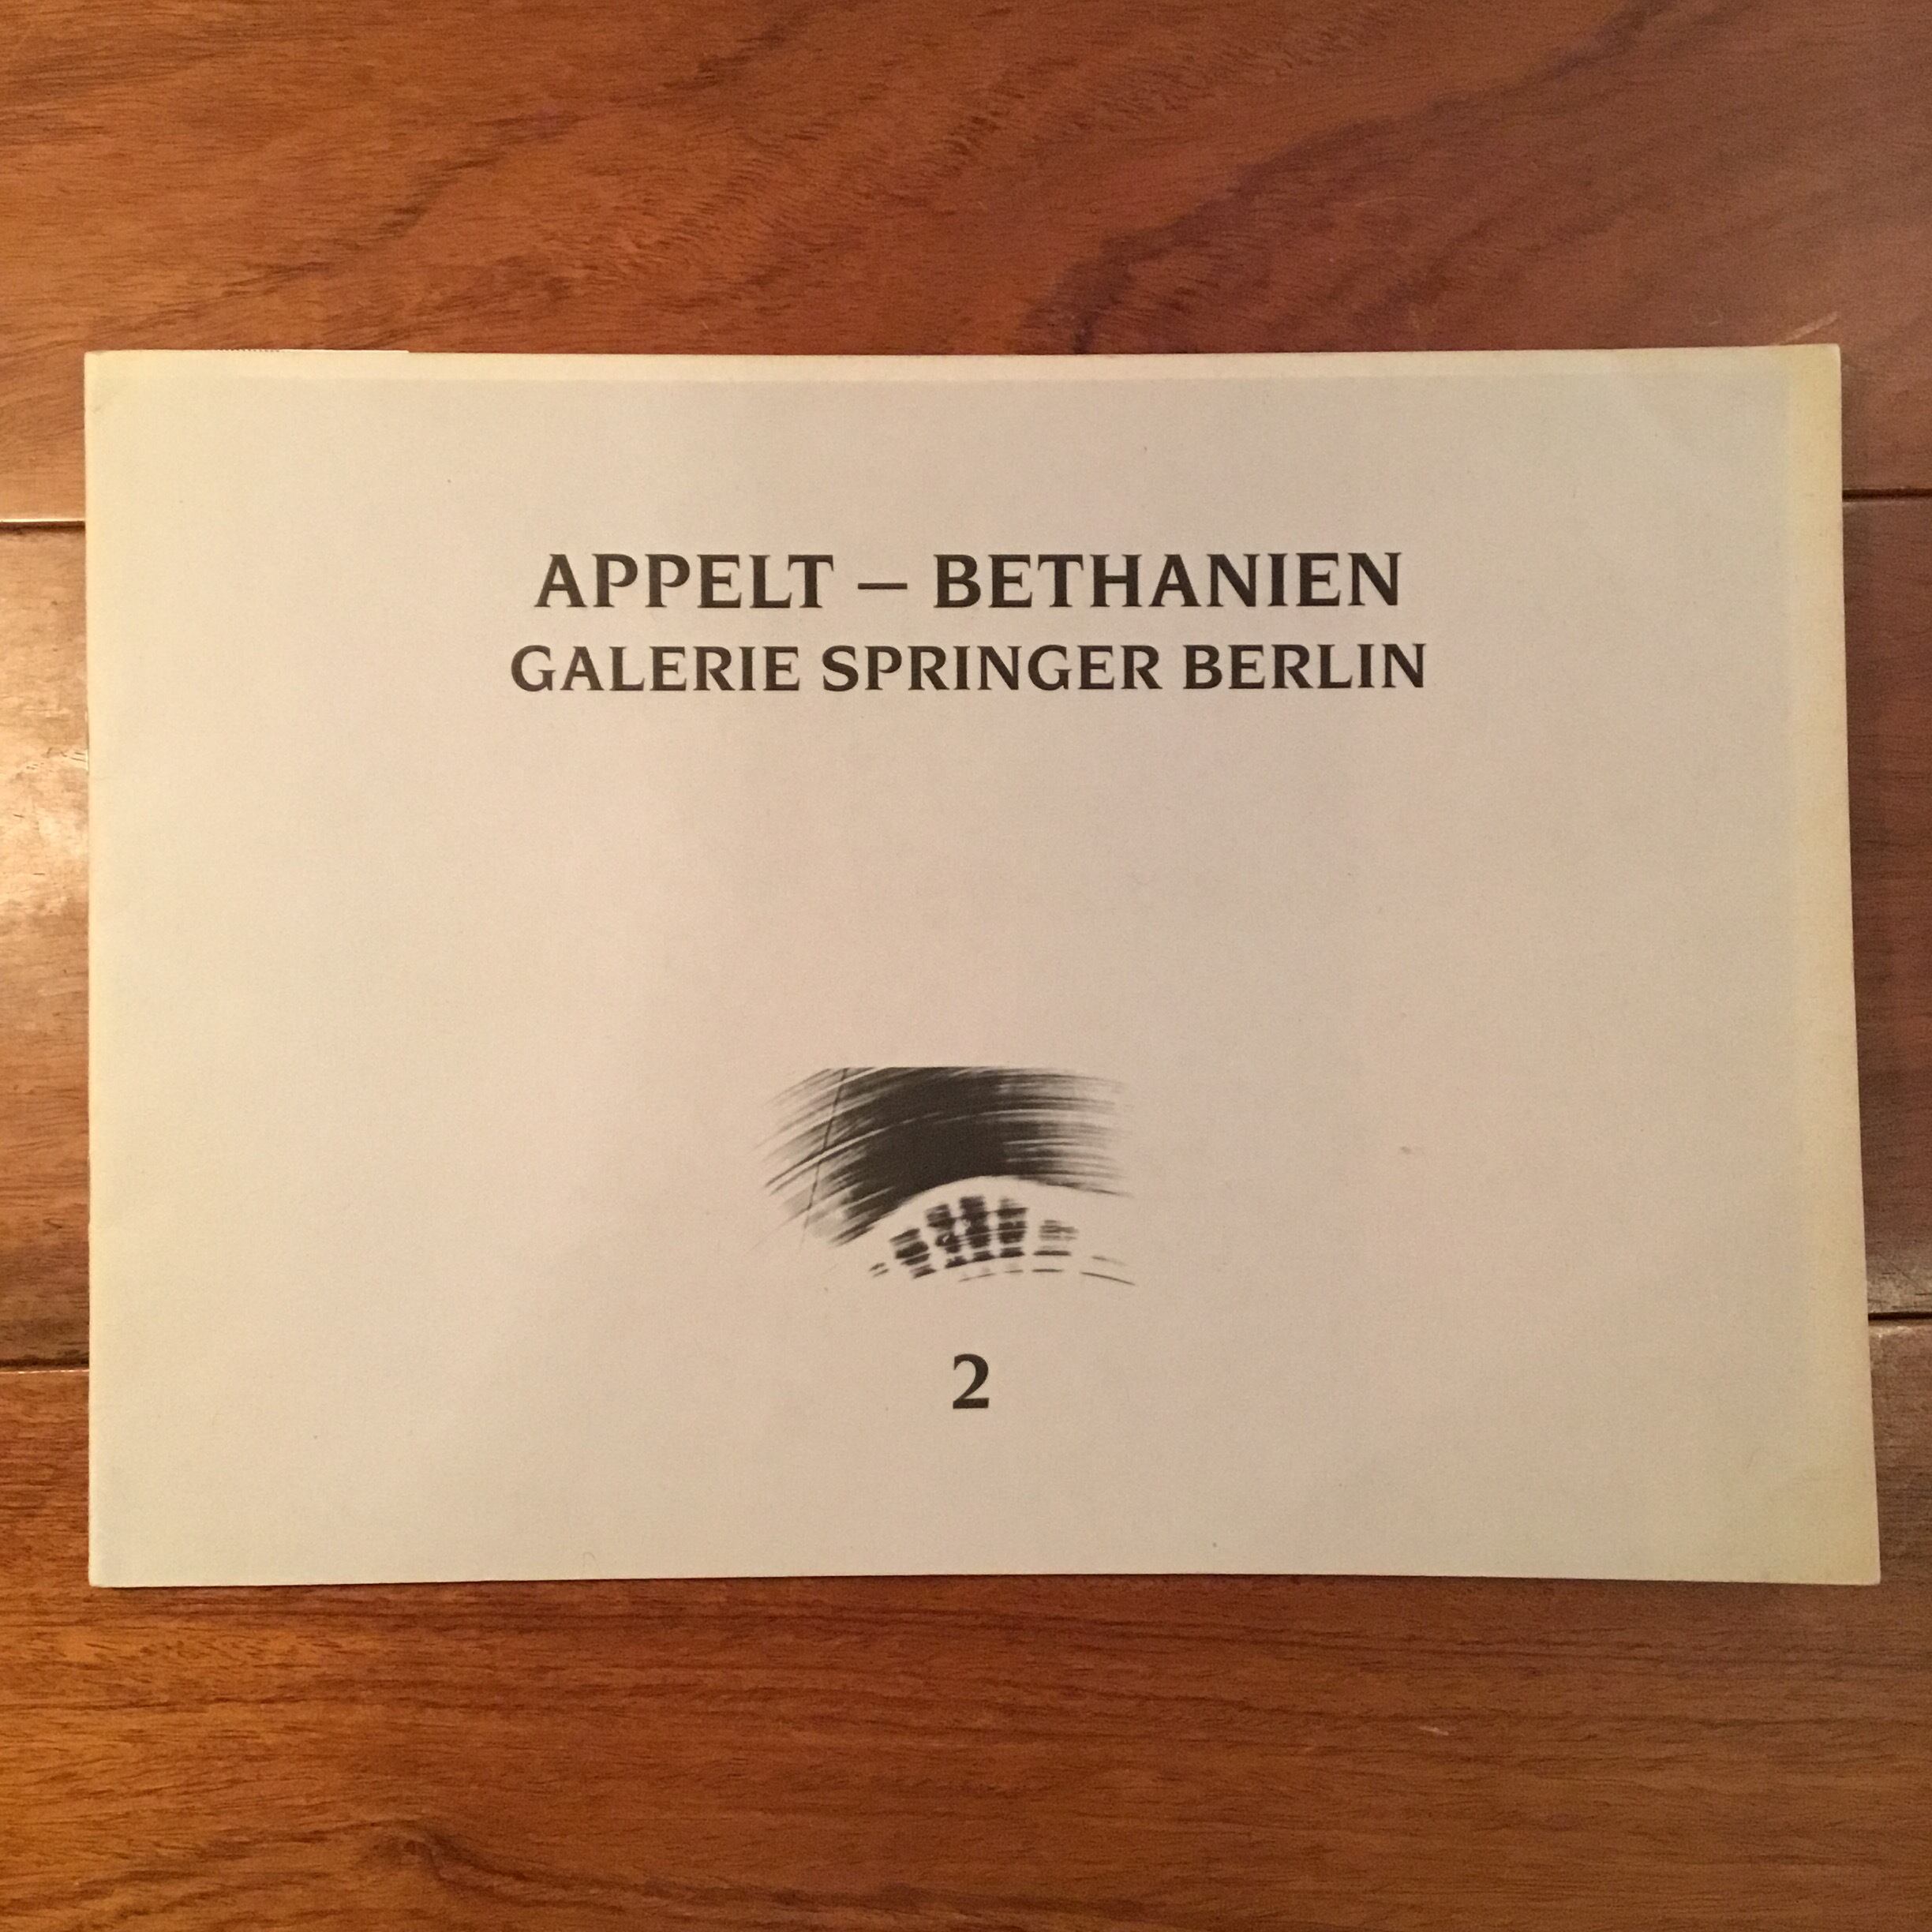 APPELT – BETHANIEN
GALERIE SPRINGER BERLIN
2